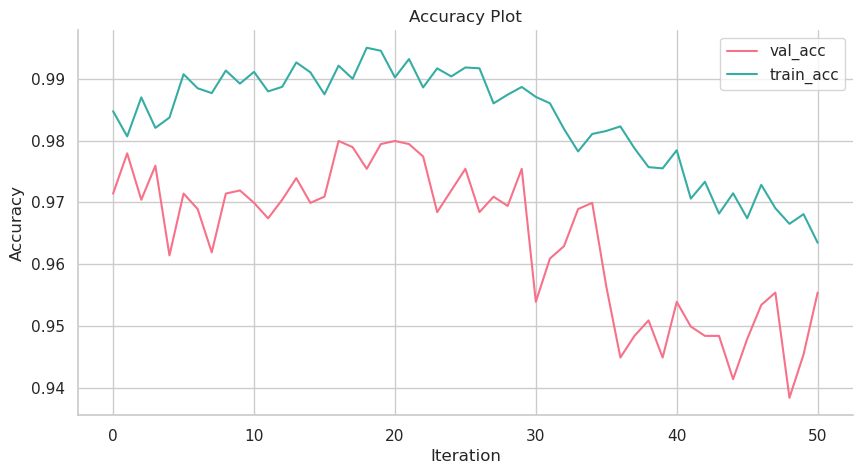 Accuracy Plot
val_acc
train_acc
Accuracy
0.99
0.98
0.97
0.96
0.95
0.94
0 10 20 30 40 50
Iteration